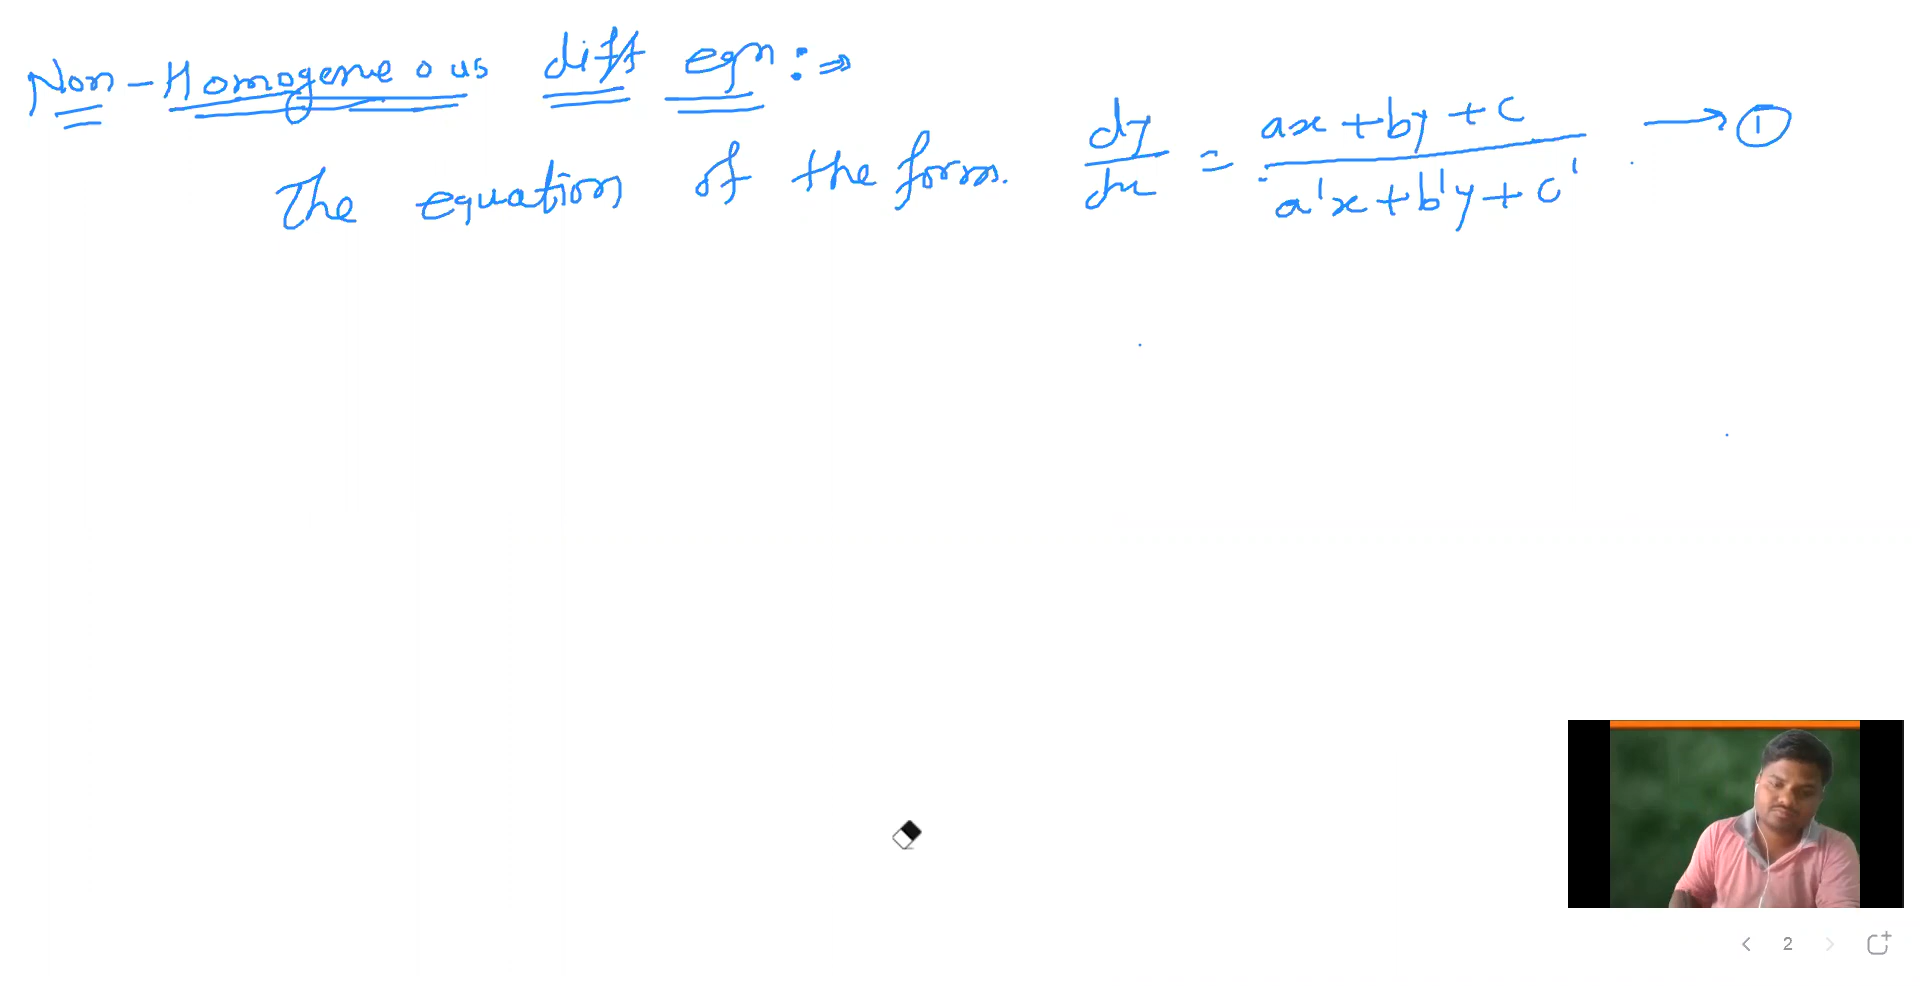 Non-Homogeneous diff eqn:⇒
The equation of the form. dy/dx = (ax+by+c)/(a'x+b'y+c') → ①
2